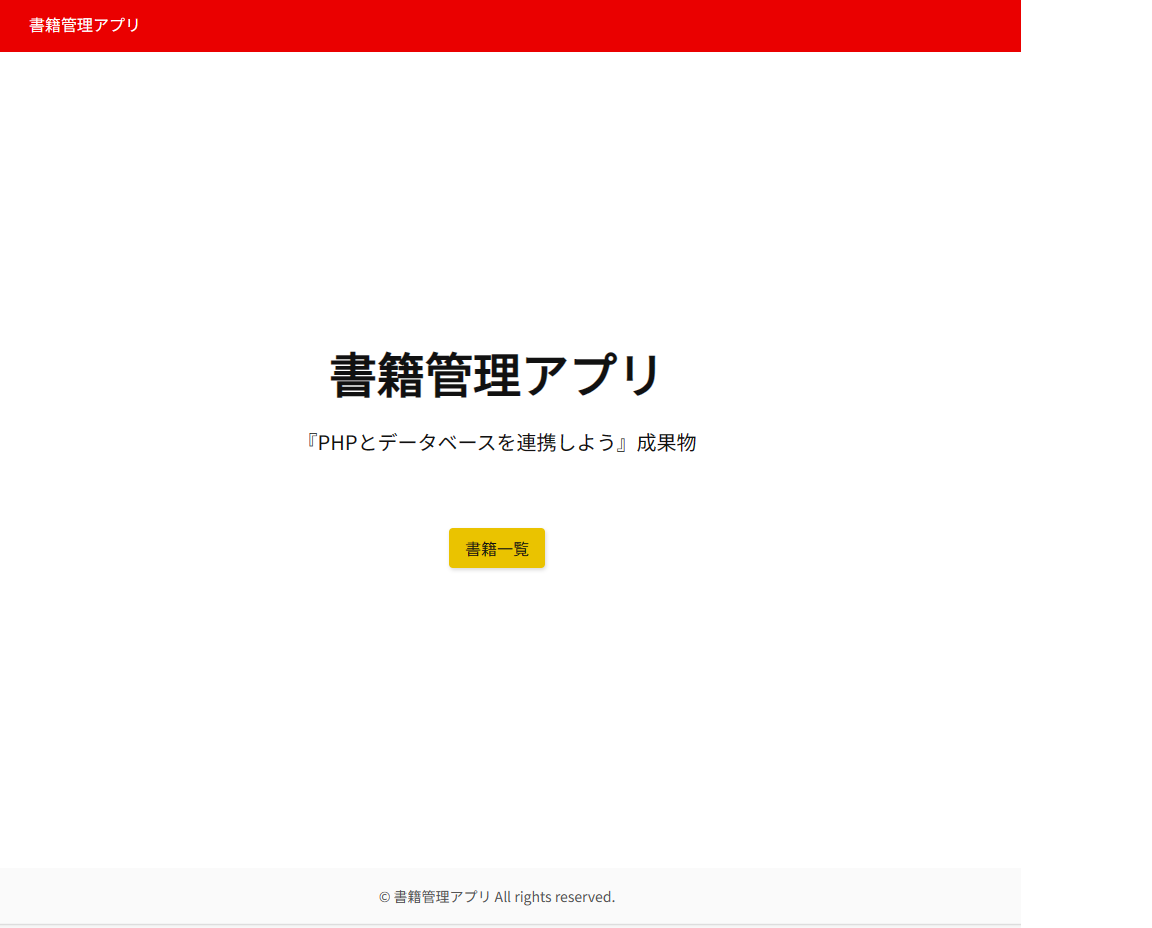 書籍管理アプリ
書籍管理アプリ
『PHPとデータベースを連携しよう』成果物
書籍一覧
© 書籍管理アプリ All rights reserved.